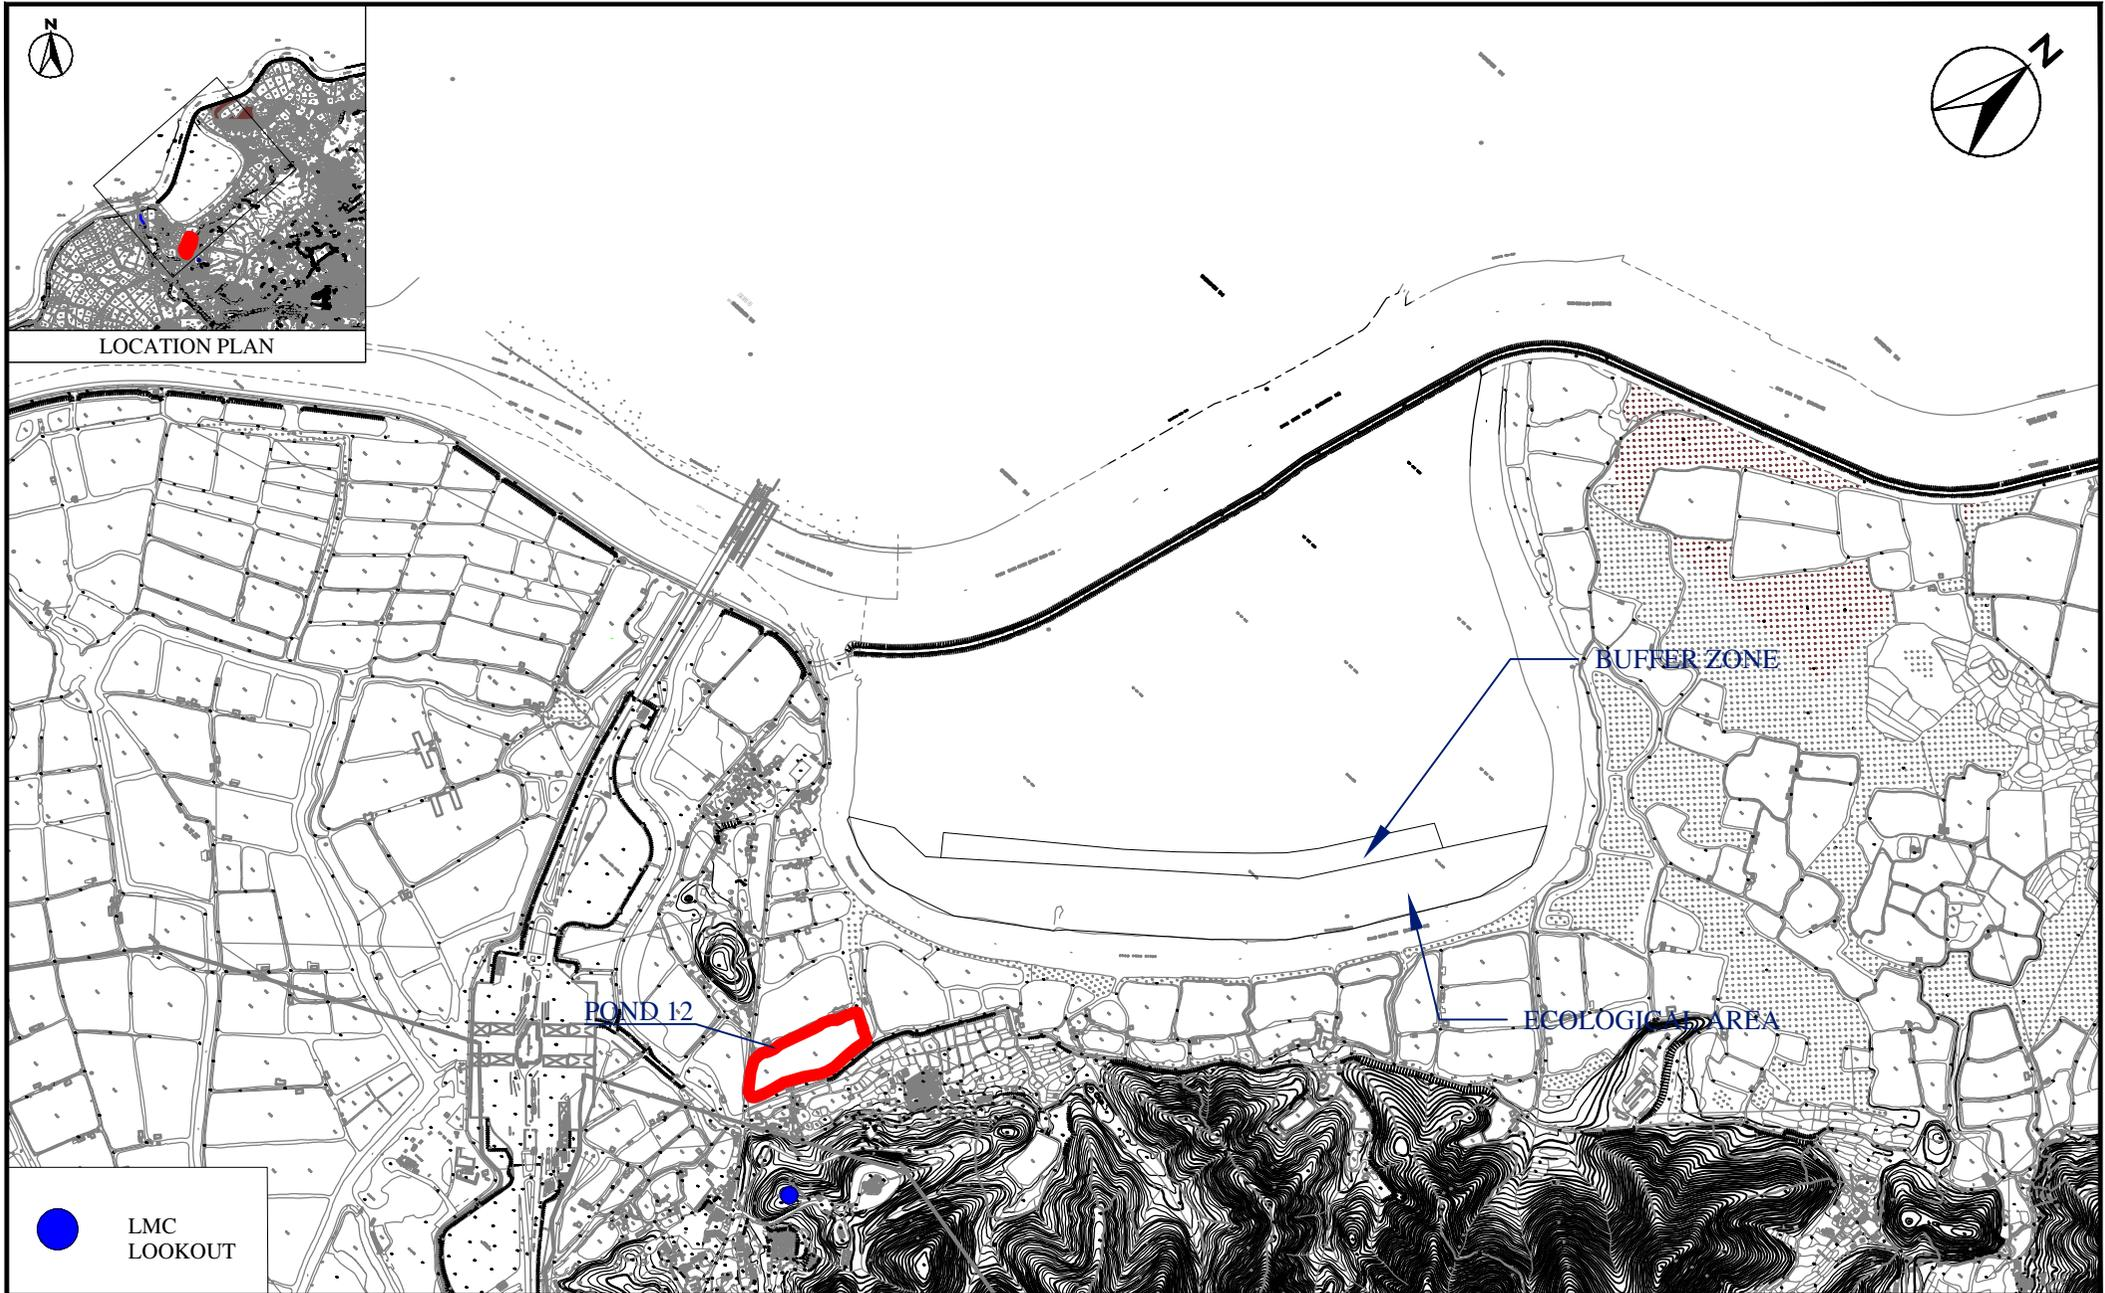 N
N
LOCATION PLAN
BUFFER ZONE
POND 12
ECOLOGICAL AREA
LMC
LOOKOUT